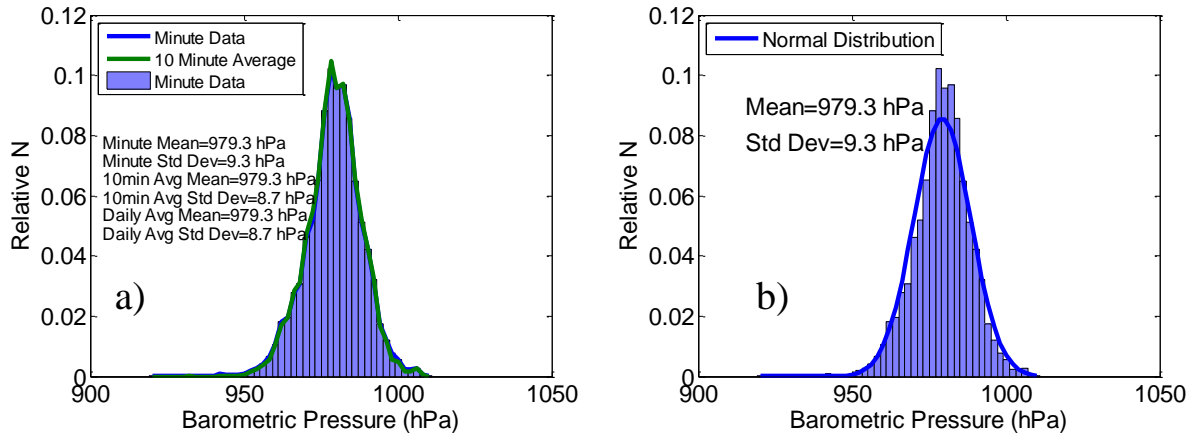 0.12
0.1
0.08
0.06
0.04
0.02
0
Relative N
Minute Data
10 Minute Average
Minute Data
Minute Mean=979.3 hPa
Minute Std Dev=9.3 hPa
10min Avg Mean=979.3 hPa
10min Avg Std Dev=8.7 hPa
Daily Avg Mean=979.3 hPa
Daily Avg Std Dev=8.7 hPa
a)
900
950
1000
1050
Barometric Pressure (hPa)
0.12
0.1
0.08
0.06
0.04
0.02
0
Relative N
Normal Distribution
Mean=979.3 hPa
Std Dev=9.3 hPa
b)
900
950
1000
1050
Barometric Pressure (hPa)